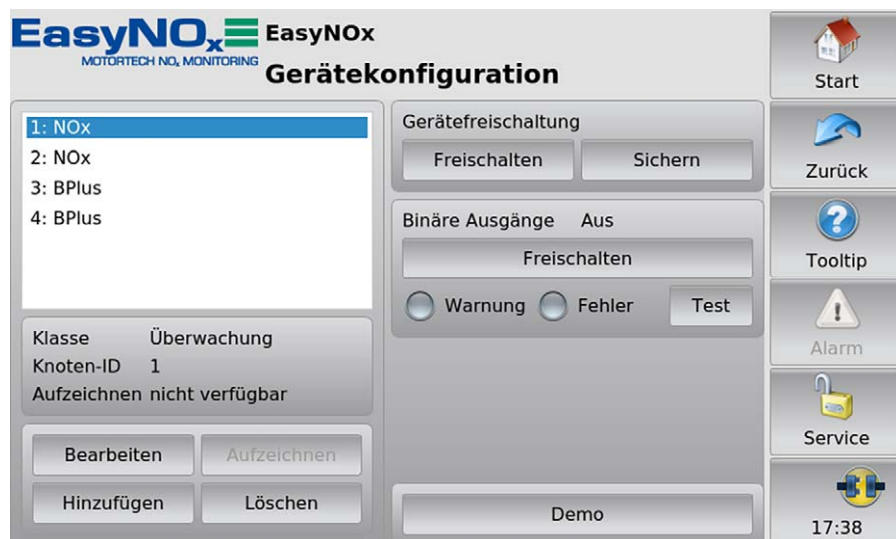 EasyNOx
MOTORTECH NOx MONITORING
EasyNOx
Gerätekonfiguration
1: NOx
2: NOx
3: BPlus
4: BPlus
Klasse Überwachung
Knoten-ID 1
Aufzeichnen nicht verfügbar
Bearbeiten Aufzeichnen
Hinzufügen Löschen
Gerätefreischaltung
Freischalten Sichern
Binäre Ausgänge Aus
Freischalten
Warnung Fehler Test
Demo
Start
Zurück
Tooltip
Alarm
Service
17:38